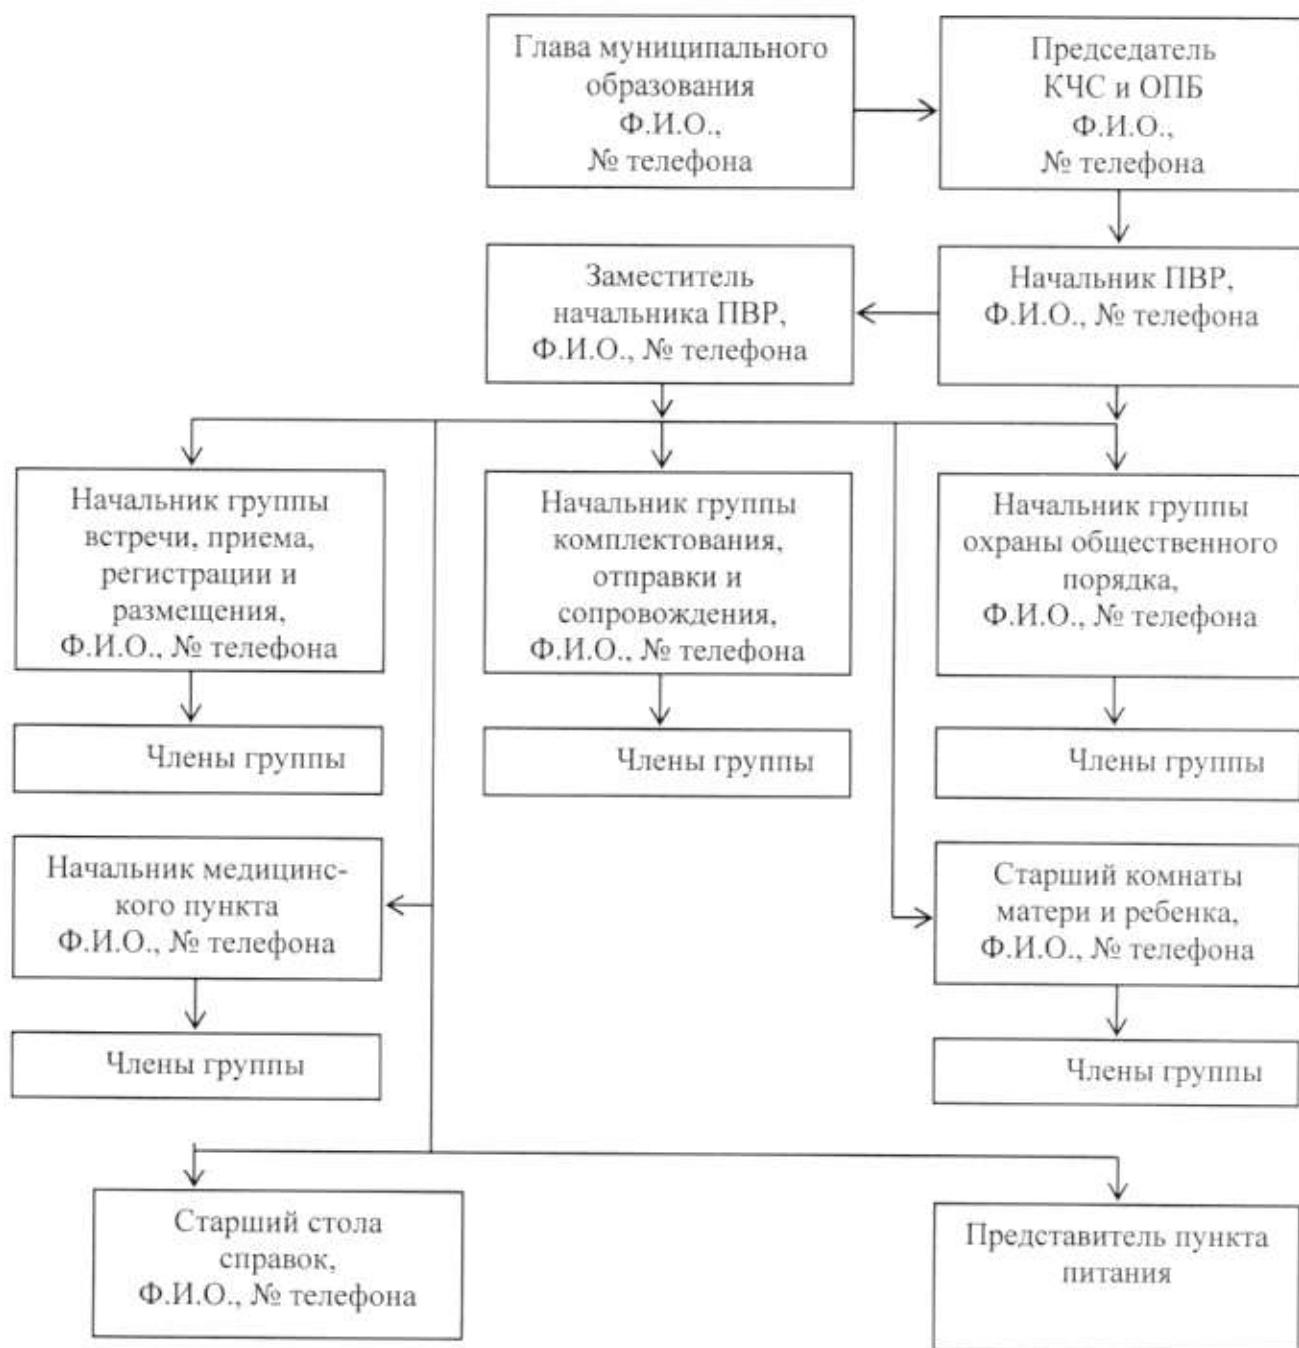 Глава муниципального
образования
Ф.И.О.,
№ телефона
Председатель
КЧС и ОПБ
Ф.И.О.,
№ телефона
Заместитель
начальника ПВР,
Ф.И.О., № телефона
Начальник ПВР,
Ф.И.О., № телефона
Начальник группы
встречи, приема,
регистрации и
размещения,
Ф.И.О., № телефона
Начальник группы
комплектования,
отправки и
сопровождения,
Ф.И.О., № телефона
Начальник группы
охраны общественного
порядка,
Ф.И.О., № телефона
Члены группы
Члены группы
Члены группы
Начальник медицинс-
кого пункта
Ф.И.О., № телефона
Старший комнаты
матери и ребенка,
Ф.И.О., № телефона
Члены группы
Члены группы
Старший стола
справок,
Ф.И.О., № телефона
Представитель пункта
питания